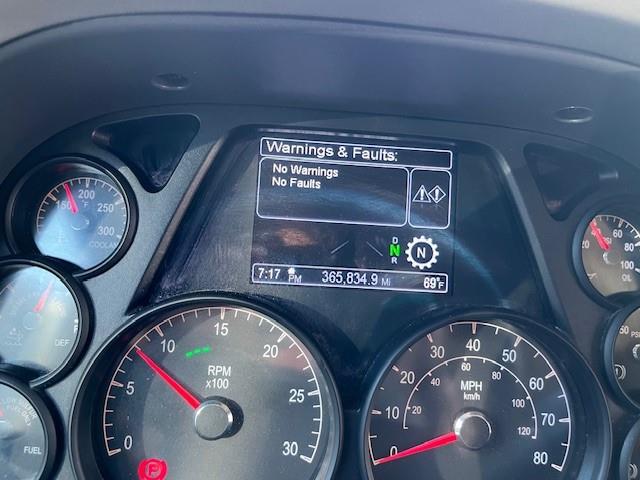 Warnings & Faults:
No Warnings
No Faults
D
N
R
N
7:17 PM 365,834.9 Mi 69°F
150 200 250 300
°F
COOLANT
DEF
FUEL
0 5 10 15 20 25 30
RPM
x100
P
0 10 20 30 40 50 60 70 80
0 20 40 60 80 100 120
MPH
km/h
60
80
100
OIL
PSI
50